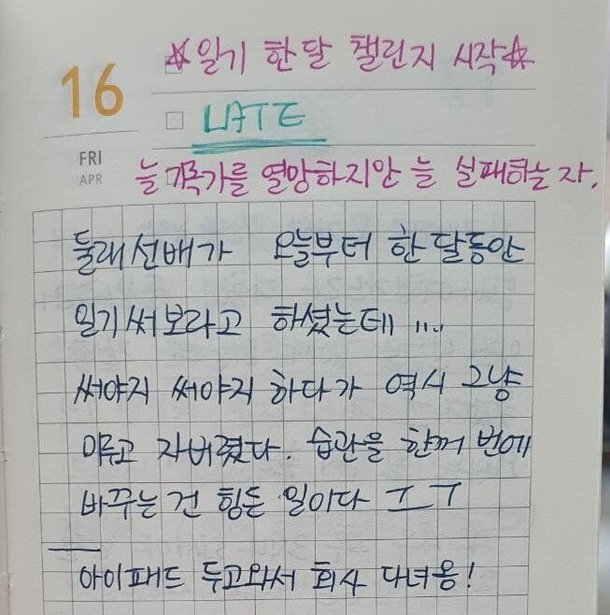 ☆일기 한달 챌린지 시작☆
16
LATE
FRI
APR
늘 기록가를 열망하지만 늘 실패하는 자.
둘래선배가 오늘부터 한 달동안
일기써보라고 하셨는데 ....
써야지 써야지 하다가 역시 그냥
미루고 자버렸다. 습관을 한꺼 번에
바꾸는 건 힘든 일이다 ㅜㅜ
아이패드 두고와서 회사 다녀옹!